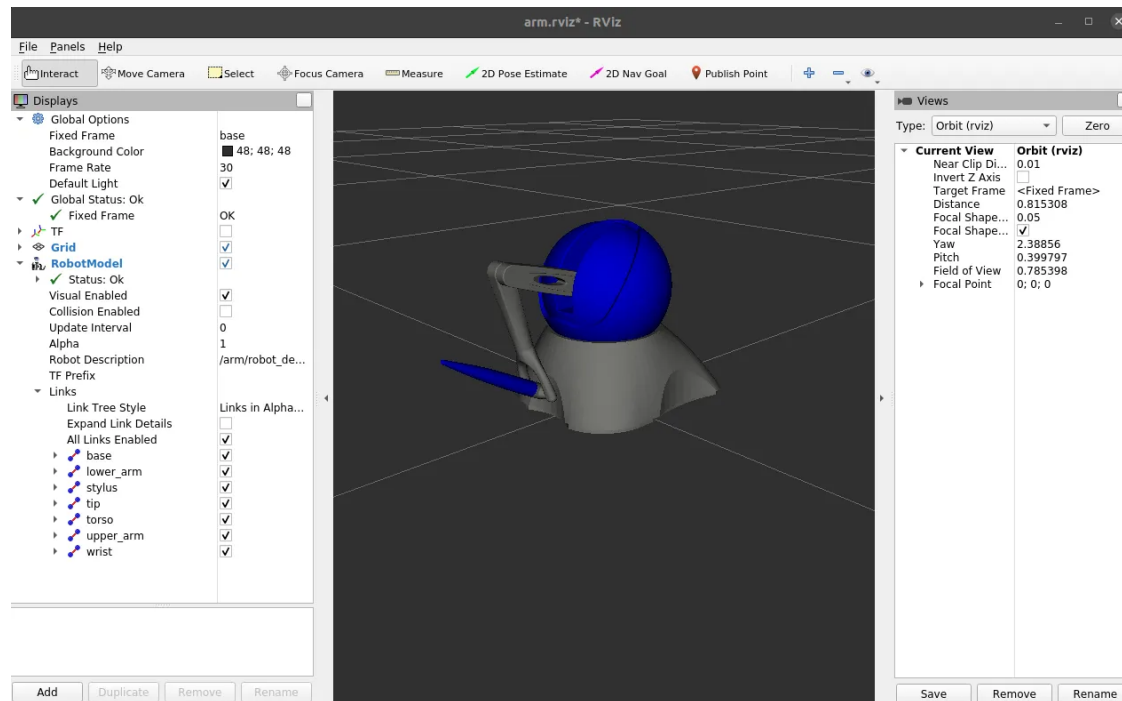 arm.rviz* - RViz
File Panels Help
Interact Move Camera Select Focus Camera Measure 2D Pose Estimate 2D Nav Goal Publish Point
Displays
Global Options
Fixed Frame base
Background Color 48; 48; 48
Frame Rate 30
Default Light
Global Status: Ok
Fixed Frame OK
TF
Grid
RobotModel
Status: Ok
Visual Enabled
Collision Enabled
Update Interval 0
Alpha 1
Robot Description /arm/robot_de...
TF Prefix
Links
Link Tree Style Links in Alpha...
Expand Link Details
All Links Enabled
base
lower_arm
stylus
tip
torso
upper_arm
wrist
Add Duplicate Remove Rename
Views
Type: Orbit (rviz) Zero
Current View Orbit (rviz)
Near Clip Di... 0.01
Invert Z Axis
Target Frame <Fixed Frame>
Distance 0.815308
Focal Shape... 0.05
Focal Shape...
Yaw 2.38856
Pitch 0.399797
Field of View 0.785398
Focal Point 0; 0; 0
Save Remove Rename